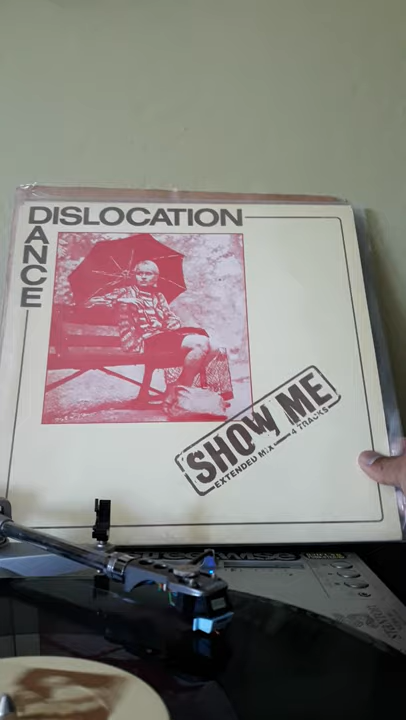 DISLOCATION
DANCE
SHOW ME
EXTENDED MIX — 4 TRACKS